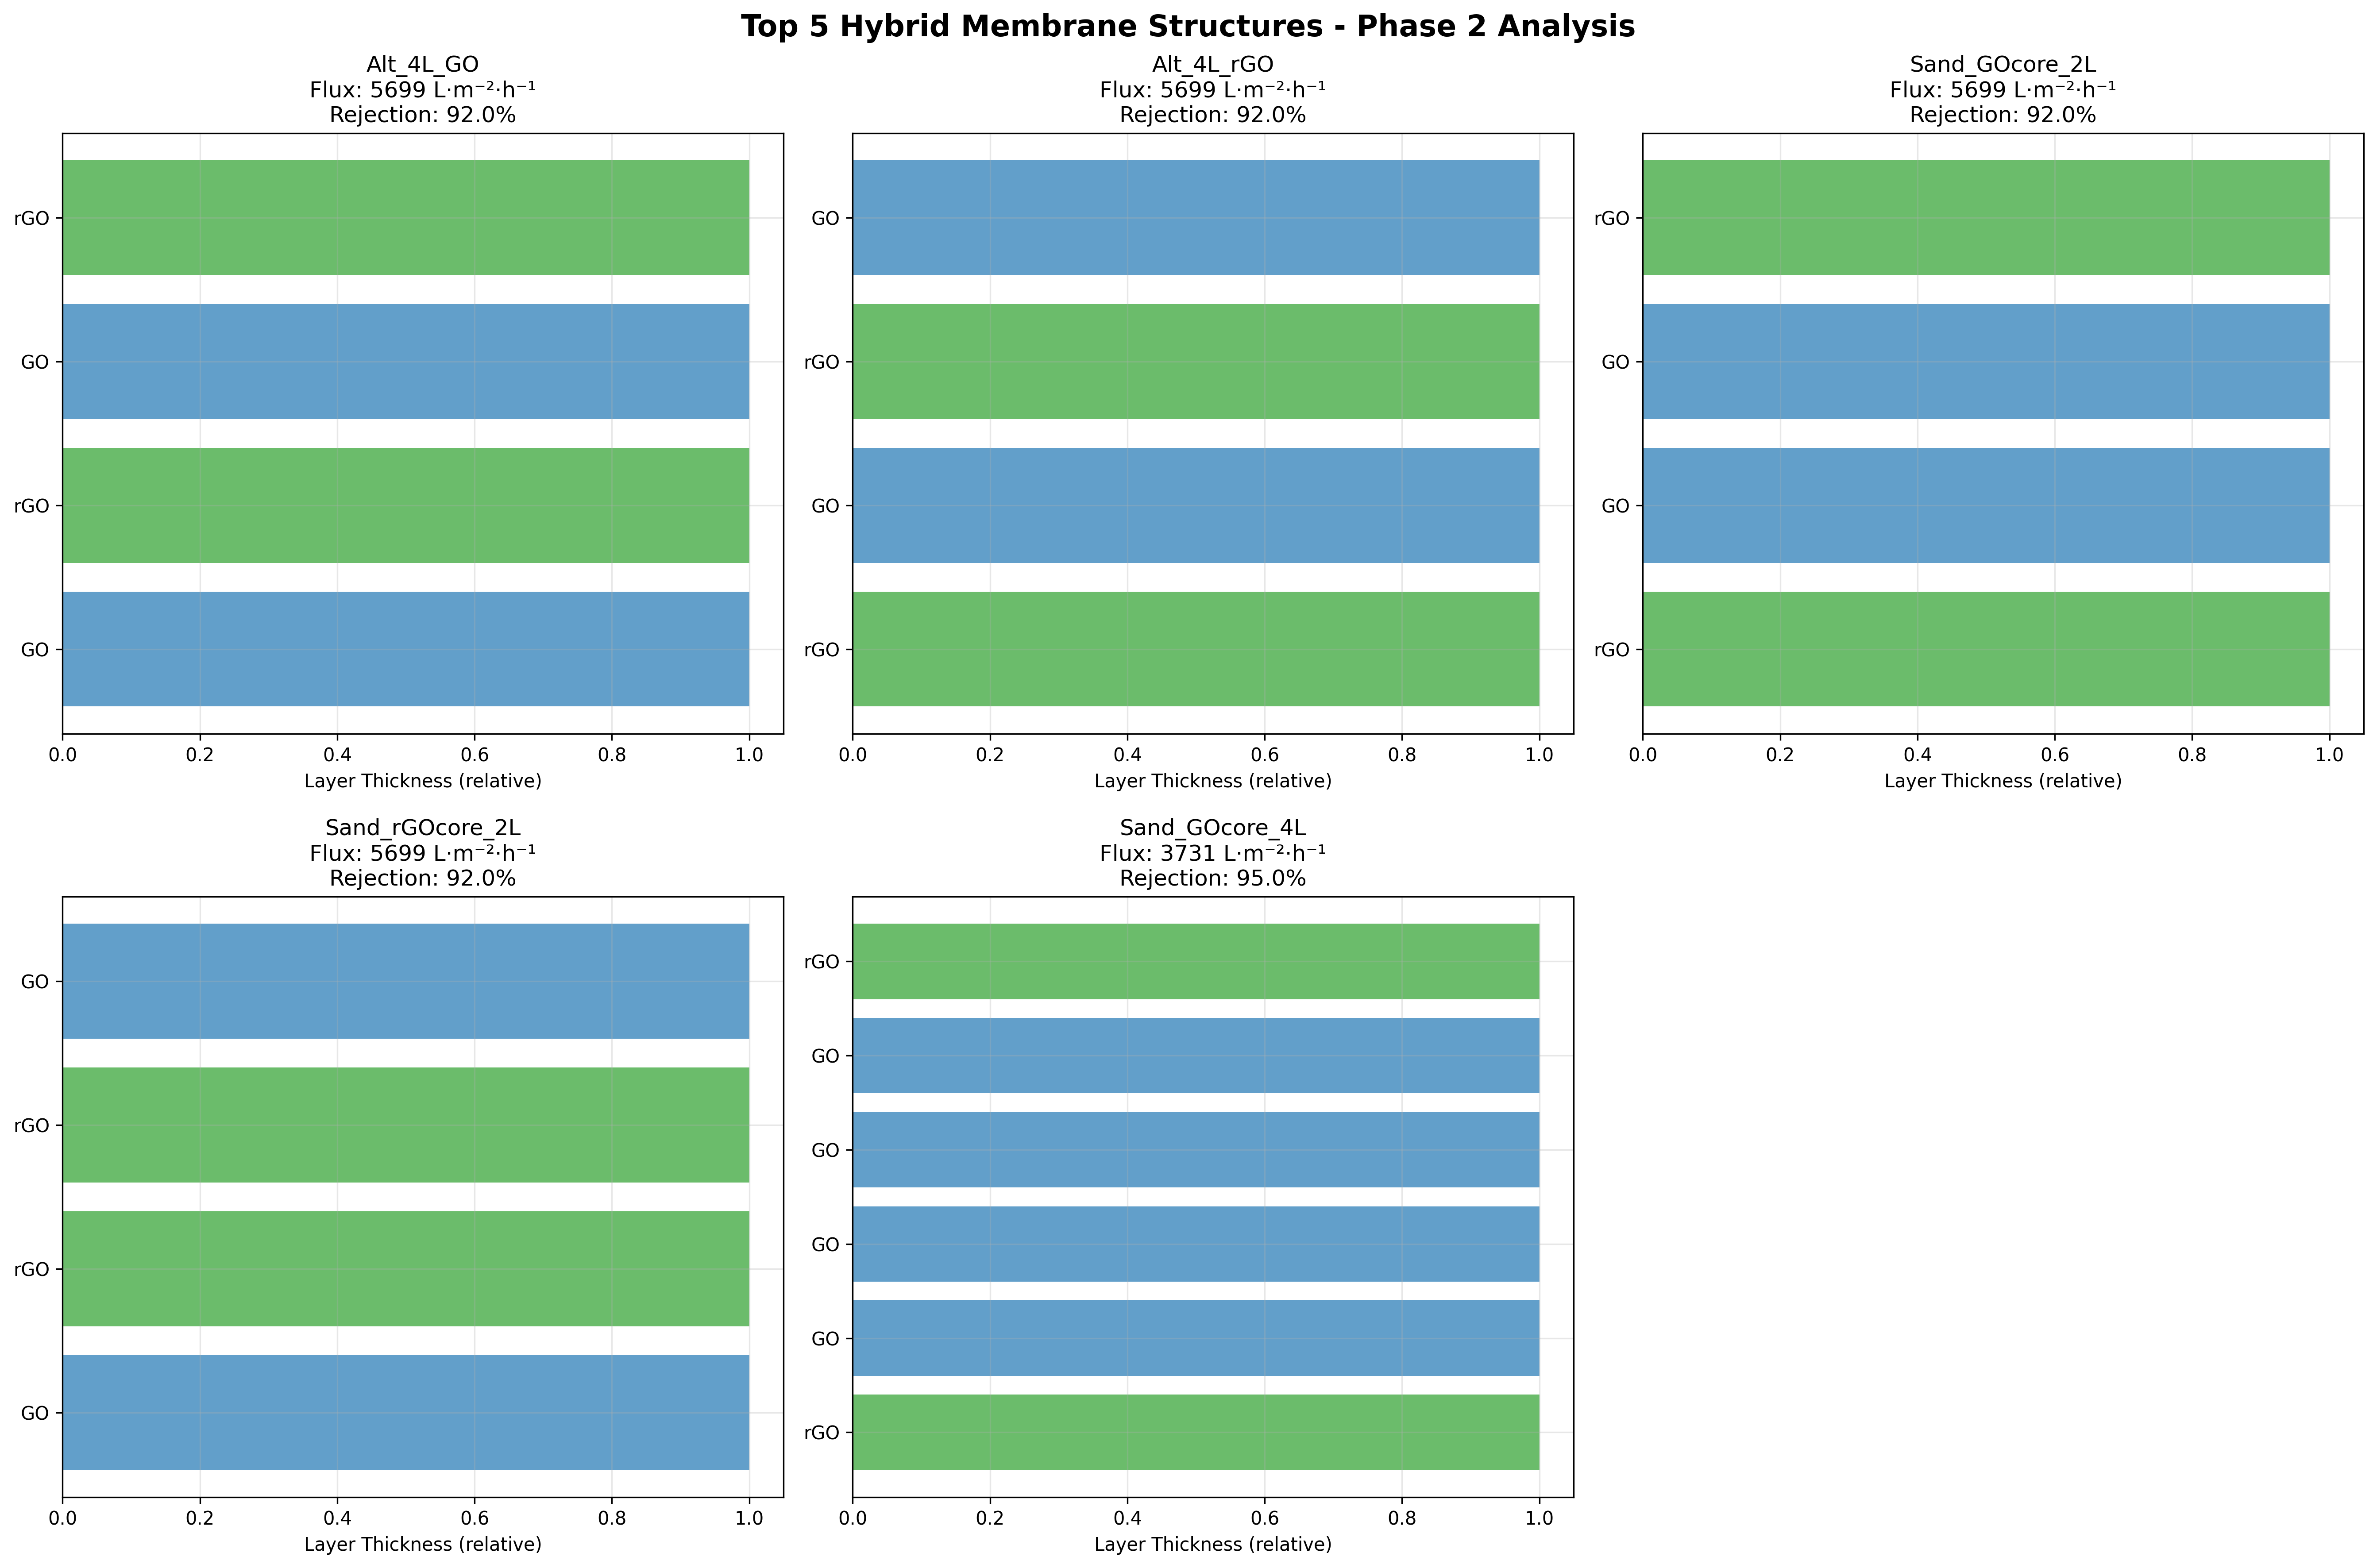 Top 5 Hybrid Membrane Structures - Phase 2 Analysis
Alt_4L_GO
Flux: 5699 L·m⁻²·h⁻¹
Rejection: 92.0%
rGO
GO
rGO
GO
0.0 0.2 0.4 0.6 0.8 1.0
Layer Thickness (relative)
Alt_4L_rGO
Flux: 5699 L·m⁻²·h⁻¹
Rejection: 92.0%
GO
rGO
GO
rGO
0.0 0.2 0.4 0.6 0.8 1.0
Layer Thickness (relative)
Sand_GOcore_2L
Flux: 5699 L·m⁻²·h⁻¹
Rejection: 92.0%
rGO
GO
GO
rGO
0.0 0.2 0.4 0.6 0.8 1.0
Layer Thickness (relative)
Sand_rGOcore_2L
Flux: 5699 L·m⁻²·h⁻¹
Rejection: 92.0%
GO
rGO
rGO
GO
0.0 0.2 0.4 0.6 0.8 1.0
Layer Thickness (relative)
Sand_GOcore_4L
Flux: 3731 L·m⁻²·h⁻¹
Rejection: 95.0%
rGO
GO
GO
GO
GO
rGO
0.0 0.2 0.4 0.6 0.8 1.0
Layer Thickness (relative)